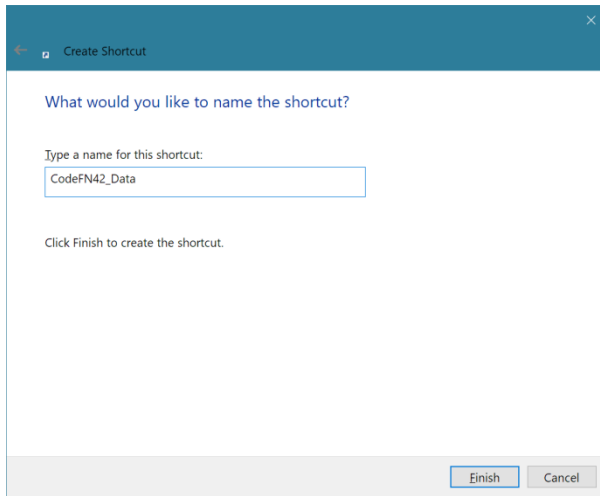 Create Shortcut
What would you like to name the shortcut?
Type a name for this shortcut:
CodeFN42_Data
Click Finish to create the shortcut.
Finish
Cancel